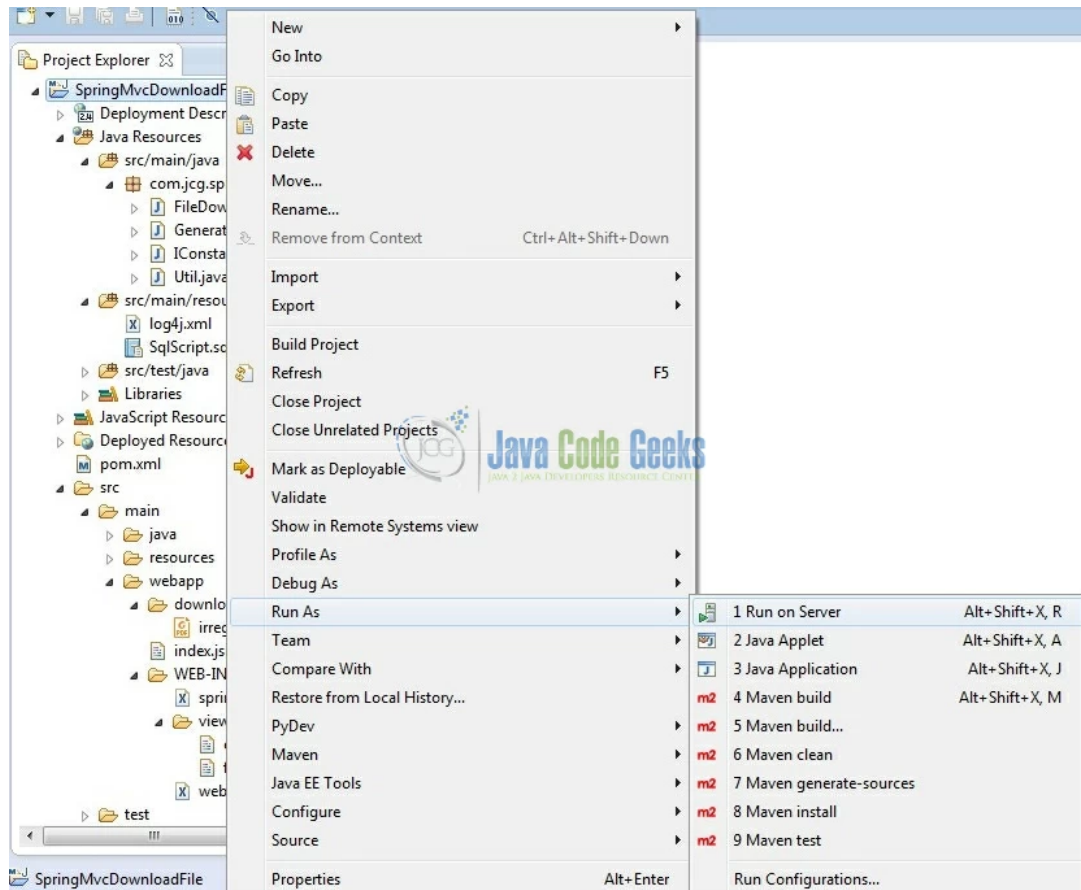 Project Explorer
SpringMvcDownloadF
Deployment Descr
Java Resources
src/main/java
com.jcg.sp
FileDow
Generat
IConsta
Util.java
src/main/resou
log4j.xml
SqlScript.sq
src/test/java
Libraries
JavaScript Resourc
Deployed Resourc
pom.xml
src
main
java
resources
webapp
downlo
irreg
index.js
WEB-IN
sprin
view
web
test
SpringMvcDownloadFile
New
Go Into
Copy
Paste
Delete
Move...
Rename...
Remove from Context Ctrl+Alt+Shift+Down
Import
Export
Build Project
Refresh F5
Close Project
Close Unrelated Projects
Mark as Deployable
Validate
Show in Remote Systems view
Profile As
Debug As
Run As
Team
Compare With
Restore from Local History...
PyDev
Maven
Java EE Tools
Configure
Source
Properties Alt+Enter
1 Run on Server Alt+Shift+X, R
2 Java Applet Alt+Shift+X, A
3 Java Application Alt+Shift+X, J
4 Maven build Alt+Shift+X, M
5 Maven build...
6 Maven clean
7 Maven generate-sources
8 Maven install
9 Maven test
Run Configurations...
JCG
Java Code Geeks
JAVA 2 JAVA DEVELOPERS RESOURCE CENTER